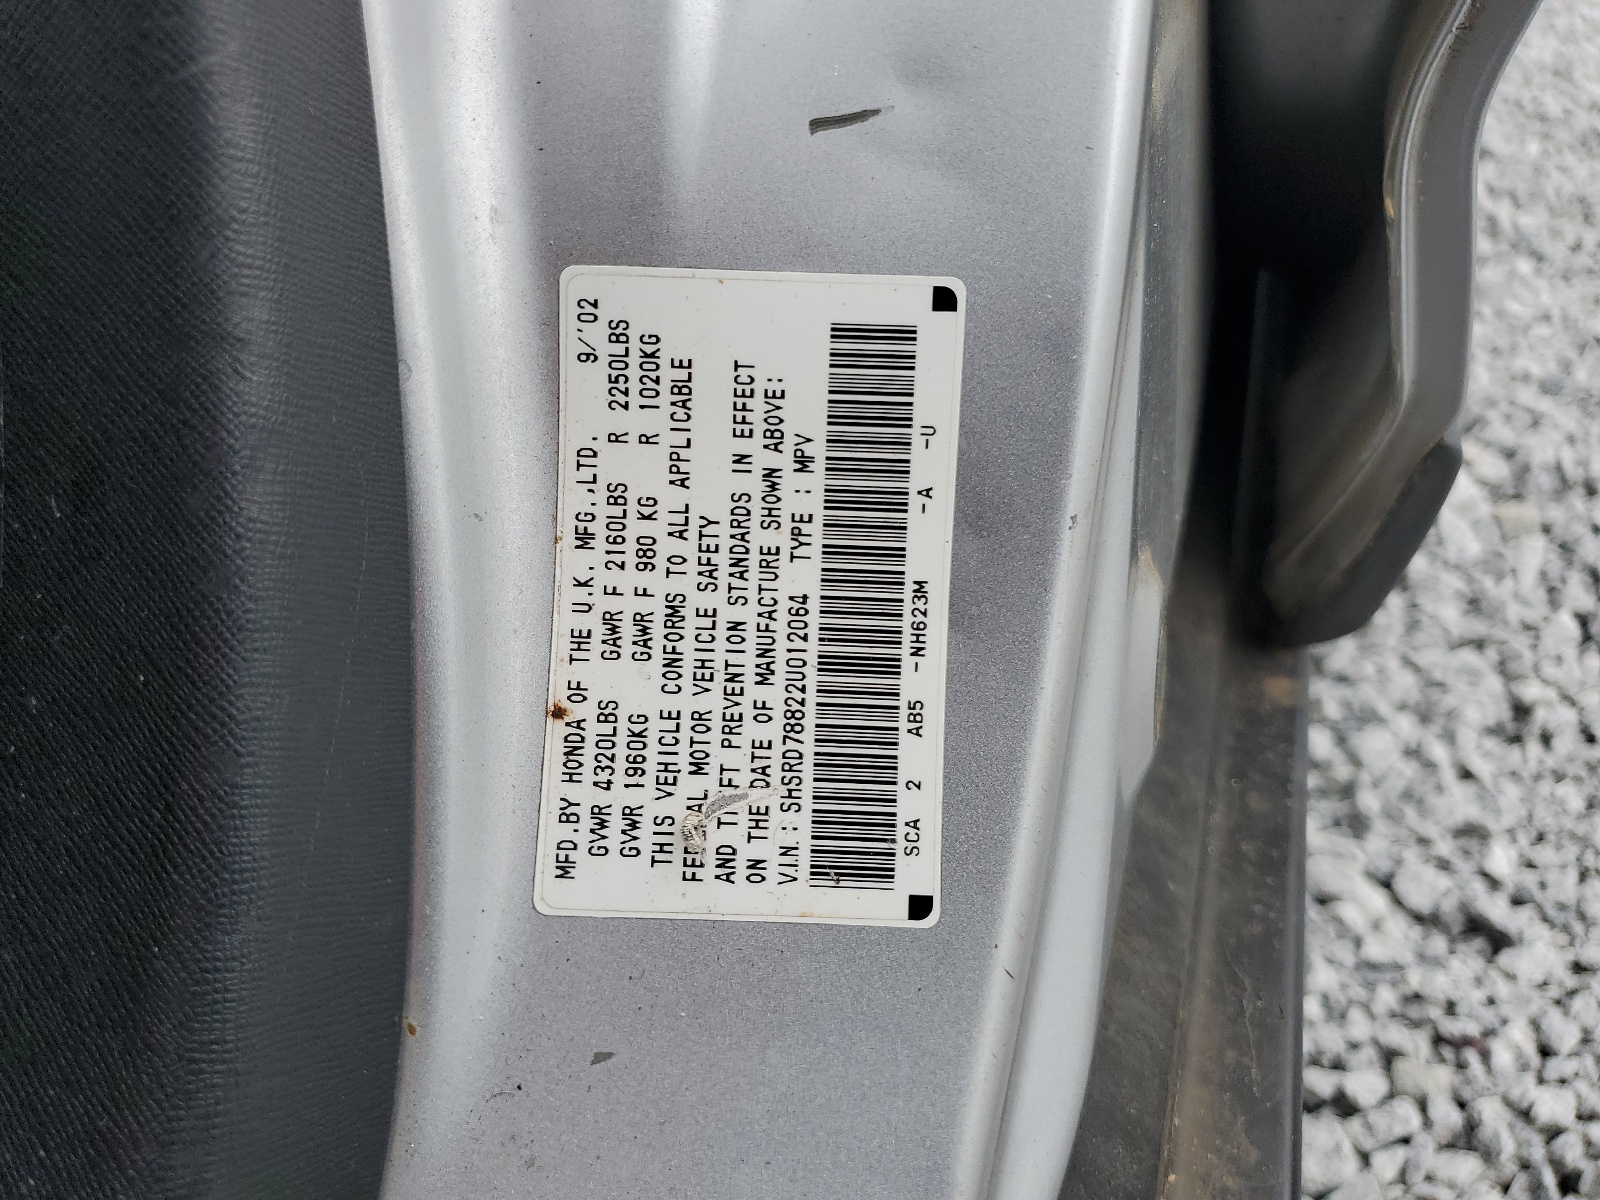 MFD.BY HONDA OF THE U.K. MFG.,LTD. 9/'02
GVWR 4320LBS GAWR F 2160LBS R 2250LBS
GVWR 1960KG GAWR F 980 KG R 1020KG
THIS VEHICLE CONFORMS TO ALL APPLICABLE
MOTOR VEHICLE SAFETY
AND PREVENTION STANDARDS IN EFFECT
ON THE DATE OF MANUFACTURE SHOWN ABOVE:
V.I.N.: SHSRD78822U012064 TYPE : MPV
SCA 2 AB5 -NH623M -A -U